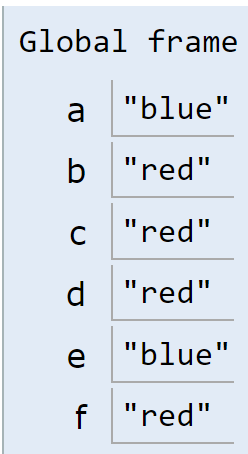 Global frame
a "blue"
b "red"
c "red"
d "red"
e "blue"
f "red"